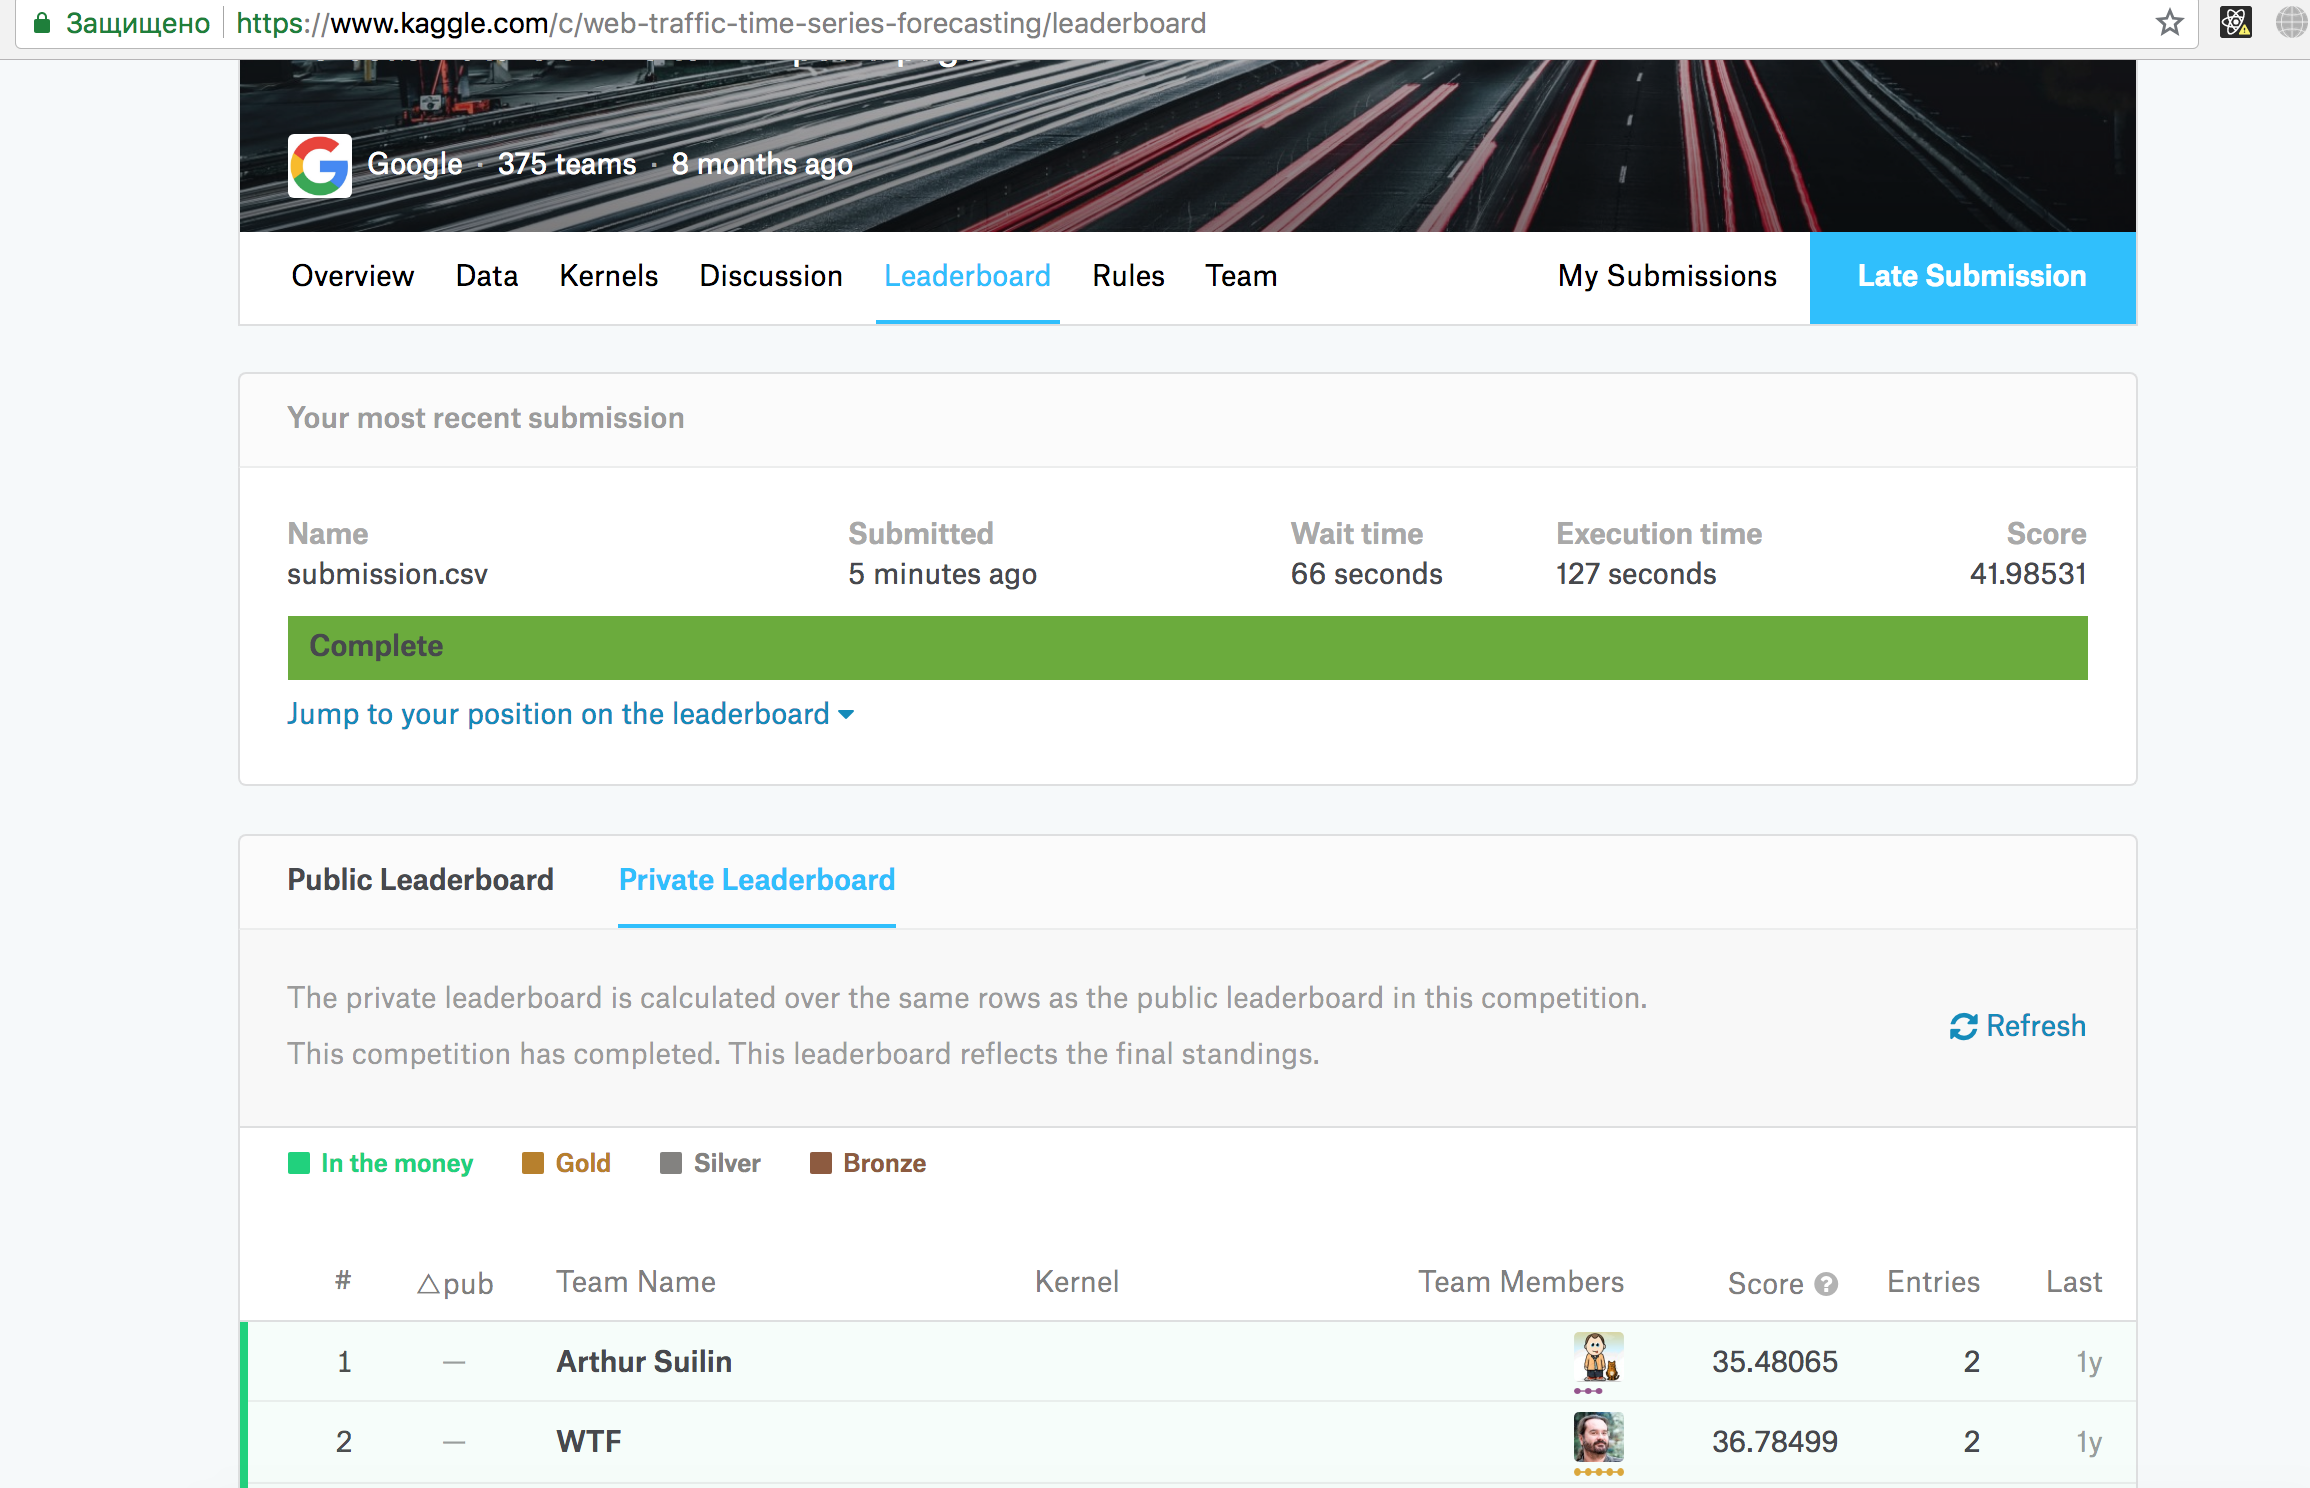 Защищено https://www.kaggle.com/c/web-traffic-time-series-forecasting/leaderboard
Google · 375 teams · 8 months ago
Overview Data Kernels Discussion Leaderboard Rules Team My Submissions Late Submission
Your most recent submission
Name Submitted Wait time Execution time Score
submission.csv 5 minutes ago 66 seconds 127 seconds 41.98531
Complete
Jump to your position on the leaderboard
Public Leaderboard Private Leaderboard
The private leaderboard is calculated over the same rows as the public leaderboard in this competition.
This competition has completed. This leaderboard reflects the final standings.
Refresh
In the money Gold Silver Bronze
# △pub Team Name Kernel Team Members Score ? Entries Last
1 — Arthur Suilin 35.48065 2 1y
2 — WTF 36.78499 2 1y